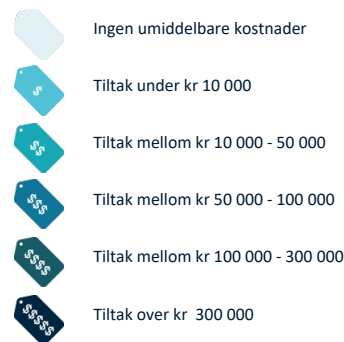 Ingen umiddelbare kostnader
$ Tiltak under kr 10 000
$$ Tiltak mellom kr 10 000 - 50 000
$$$ Tiltak mellom kr 50 000 - 100 000
$$$$ Tiltak mellom kr 100 000 - 300 000
$$$$$ Tiltak over kr 300 000